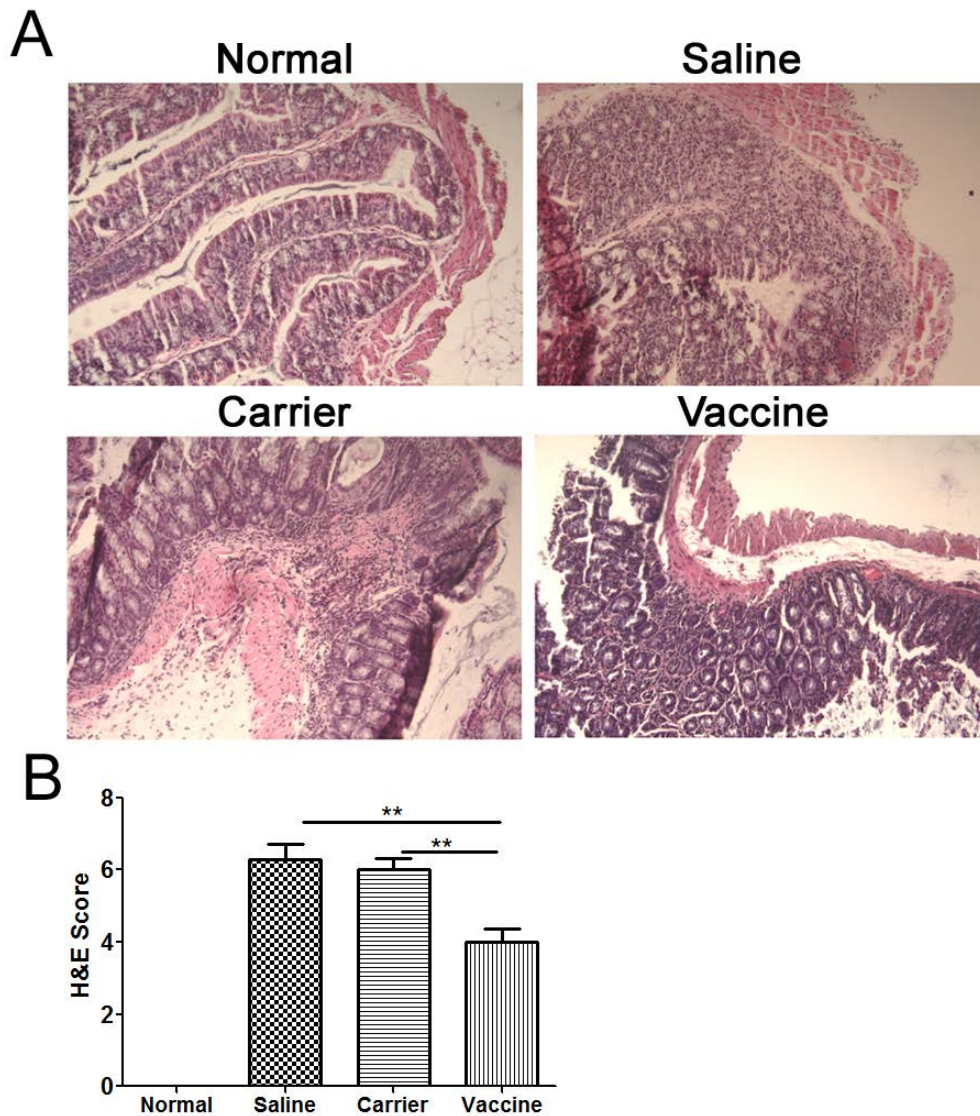 A
Normal
Saline
Carrier
Vaccine
B
8
6
4
2
0
H&E Score
**
**
Normal Saline Carrier Vaccine